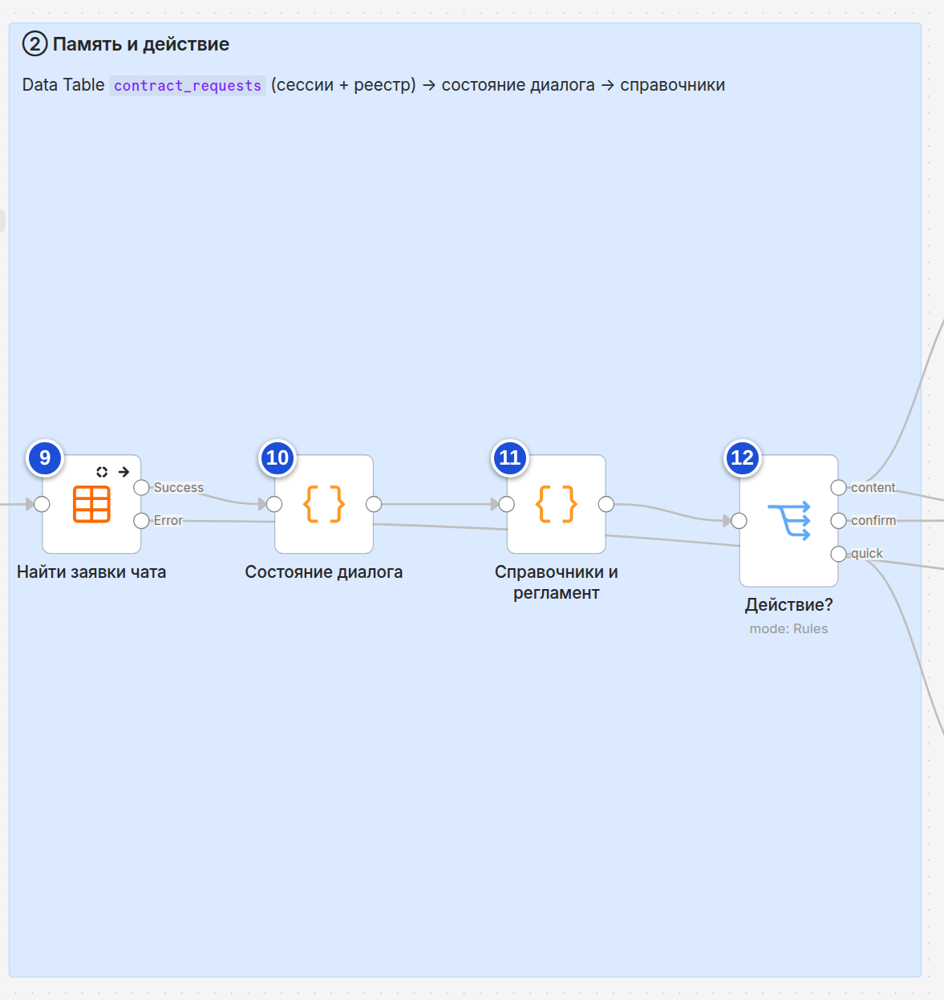 ② Память и действие
Data Table contract_requests (сессии + реестр) → состояние диалога → справочники
9
10
11
12
Success
Error
content
confirm
quick
Найти заявки чата
Состояние диалога
Справочники и
регламент
Действие?
mode: Rules